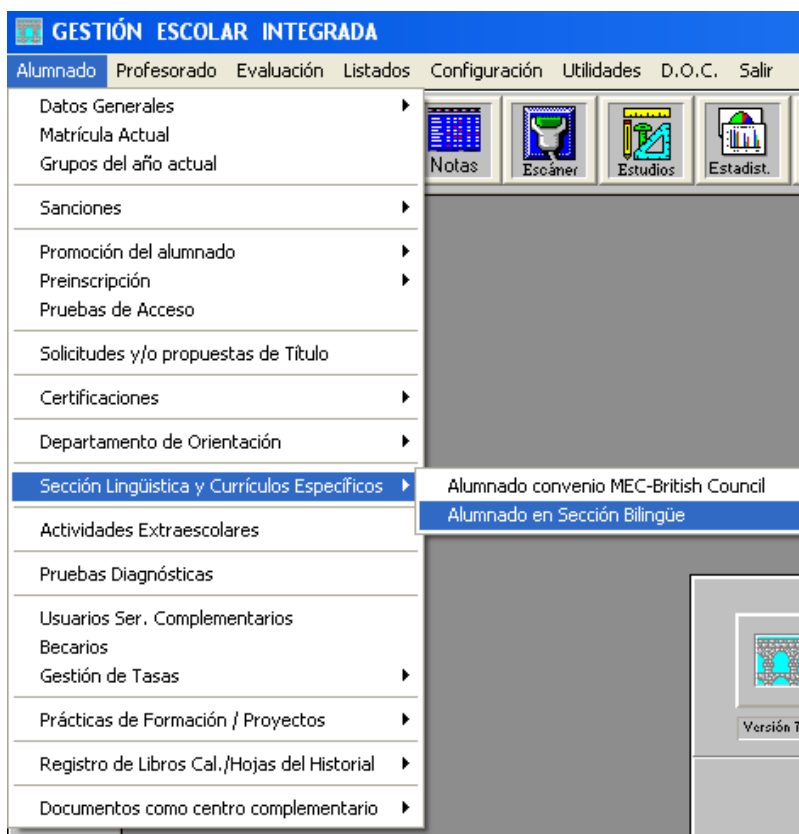 GESTIÓN ESCOLAR INTEGRADA
Alumnado Profesorado Evaluación Listados Configuración Utilidades D.O.C. Salir
Datos Generales
Matrícula Actual
Grupos del año actual
Notas Escáner Estudios Estadist.
Sanciones
Promoción del alumnado
Preinscripción
Pruebas de Acceso
Solicitudes y/o propuestas de Título
Certificaciones
Departamento de Orientación
Sección Lingüistica y Currículos Específicos
Alumnado convenio MEC-British Council
Alumnado en Sección Bilingüe
Actividades Extraescolares
Pruebas Diagnósticas
Usuarios Ser. Complementarios
Becarios
Gestión de Tasas
Prácticas de Formación / Proyectos
Versión
Registro de Libros Cal./Hojas del Historial
Documentos como centro complementario